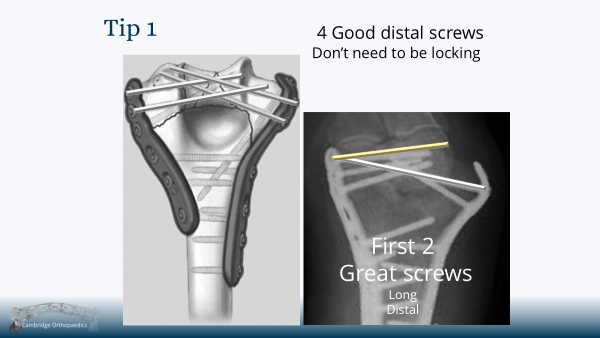 Tip 1
4 Good distal screws
Don't need to be locking
First 2
Great screws
Long
Distal
Cambridge Orthopaedics